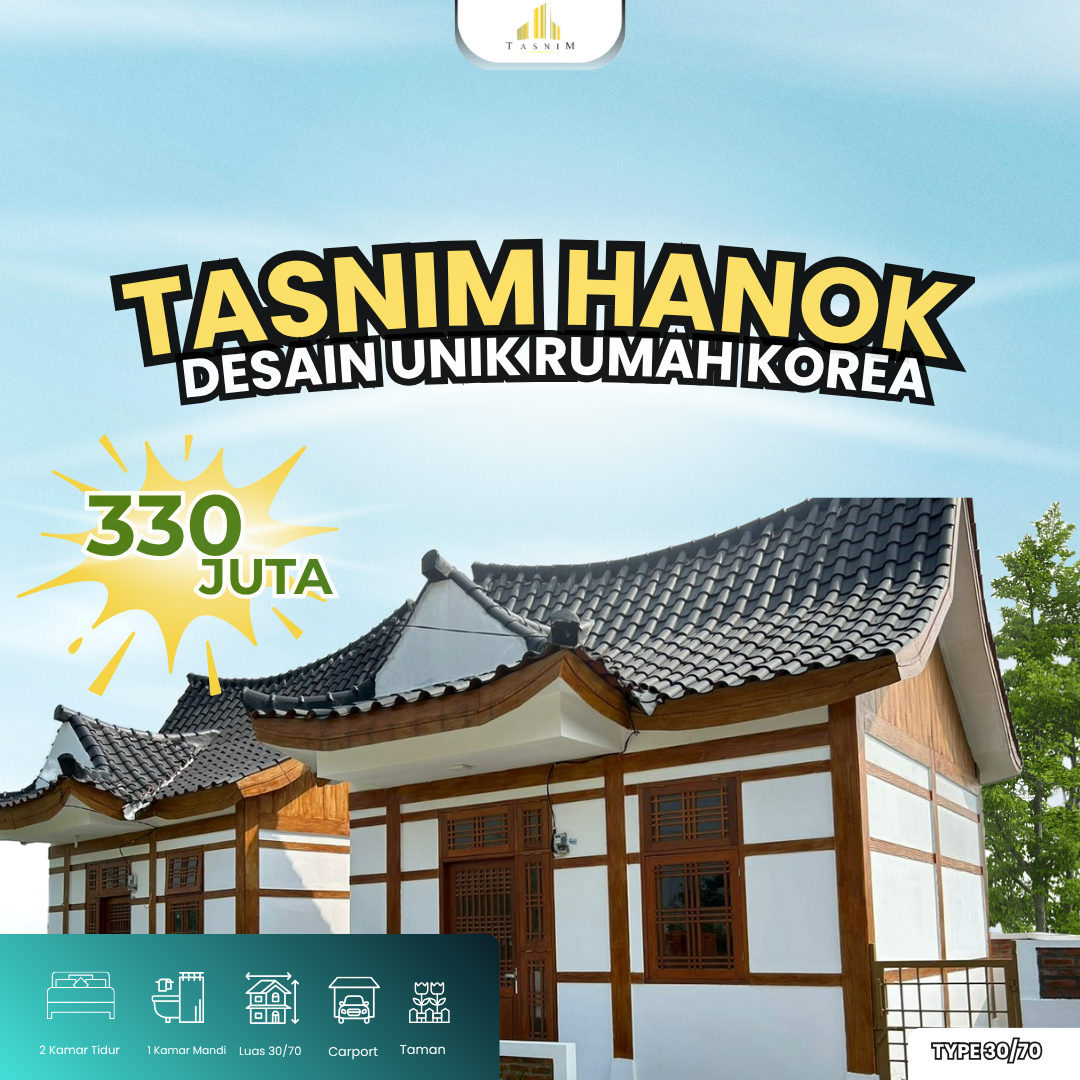 TASNIM
TASNIM HANOK
DESAIN UNIK RUMAH KOREA
330
JUTA
2 Kamar Tidur
1 Kamar Mandi
Luas 30/70
Carport
Taman
TYPE 30/70